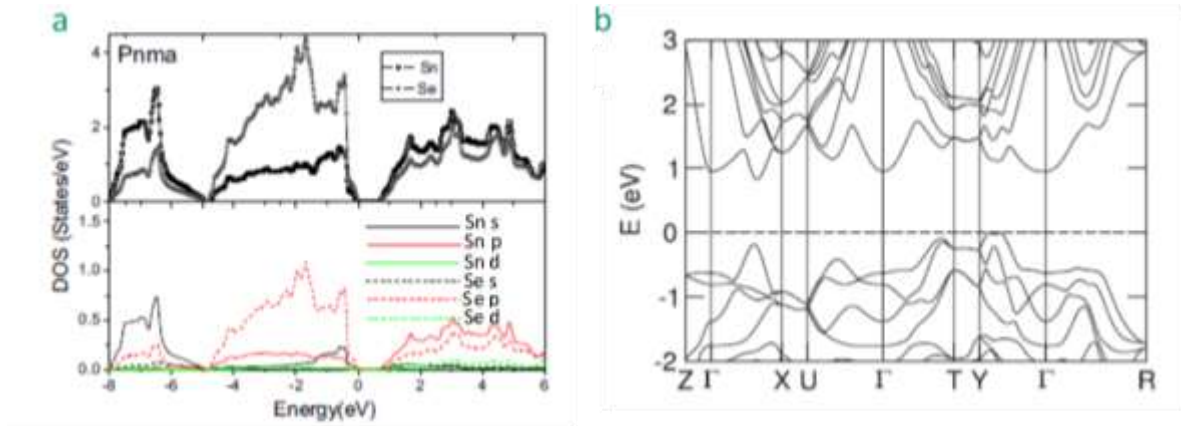 a
Pnma
Sn
Se
4
2
0
DOS (States/eV)
1.5
1.0
0.5
0.0
Sn s
Sn p
Sn d
Se s
Se p
Se d
-8 -6 -4 -2 0 2 4 6
Energy(eV)
b
3
2
1
0
-1
-2
E (eV)
Z Γ X U Γ T Y Γ R